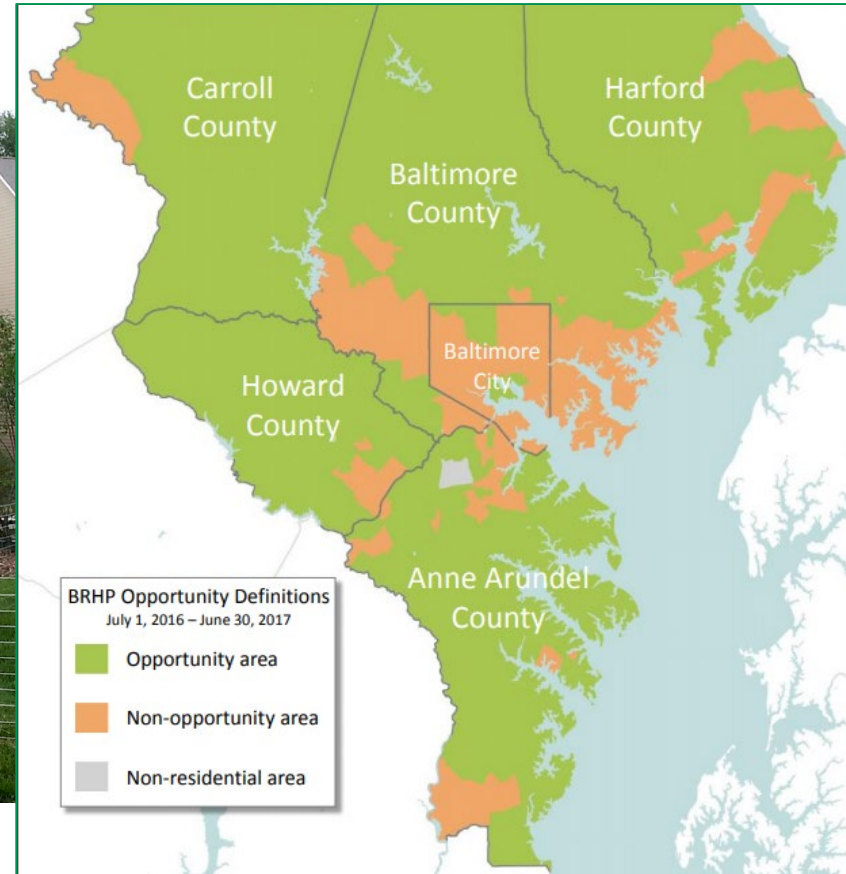 Carroll
County
Harford
County
Baltimore
County
Baltimore
City
Howard
County
Anne Arundel
County
BRHP Opportunity Definitions
July 1, 2016 – June 30, 2017
Opportunity area
Non-opportunity area
Non-residential area